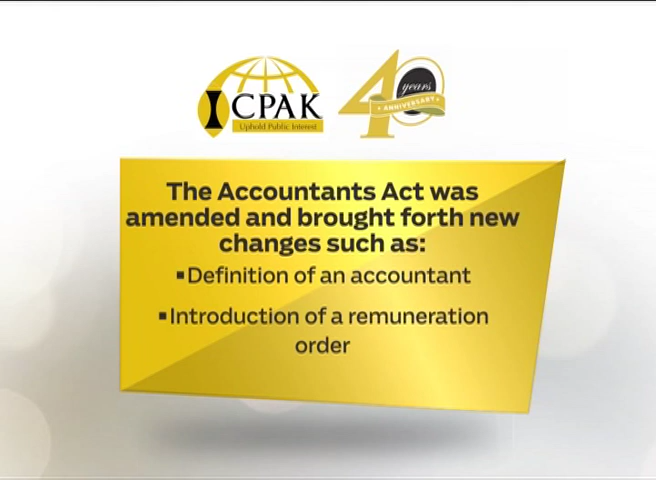 ICPAK
Uphold Public Interest
40
years
ANNIVERSARY
The Accountants Act was
amended and brought forth new
changes such as:
▪Definition of an accountant
▪Introduction of a remuneration
order